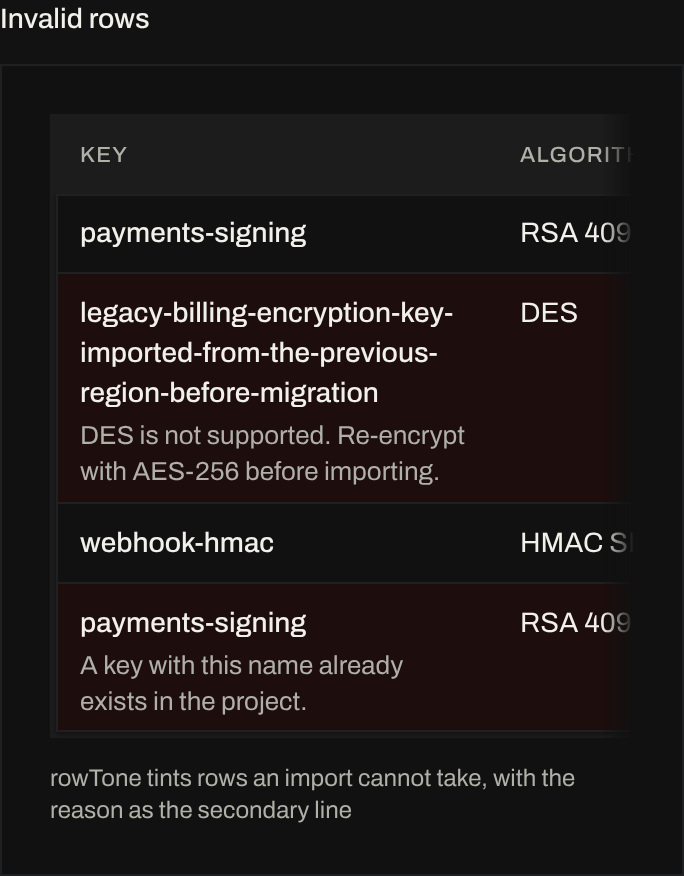 Invalid rows
KEY
payments-signing
RSA 409
legacy-billing-encryption-key-
imported-from-the-previous-
region-before-migration
DES
DES is not supported. Re-encrypt
with AES-256 before importing.
webhook-hmac
HMAC
payments-signing
RSA 409
A key with this name already
exists in the project.
rowTone tints rows an import cannot take, with the
reason as the secondary line